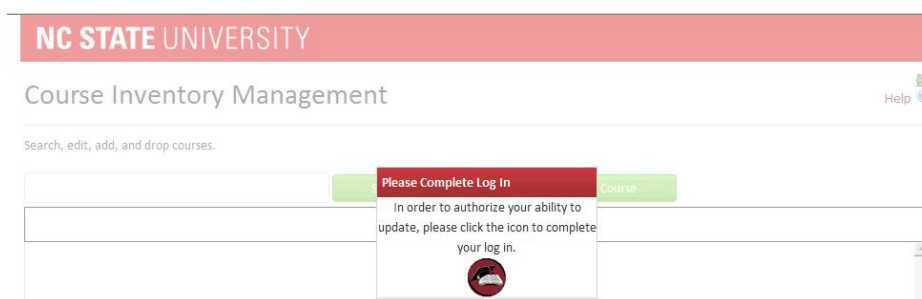 NC STATE UNIVERSITY
Course Inventory Management
Help
Search, edit, add, and drop courses.
Please Complete Log In
Course
In order to authorize your ability to
update, please click the icon to complete
your log in.